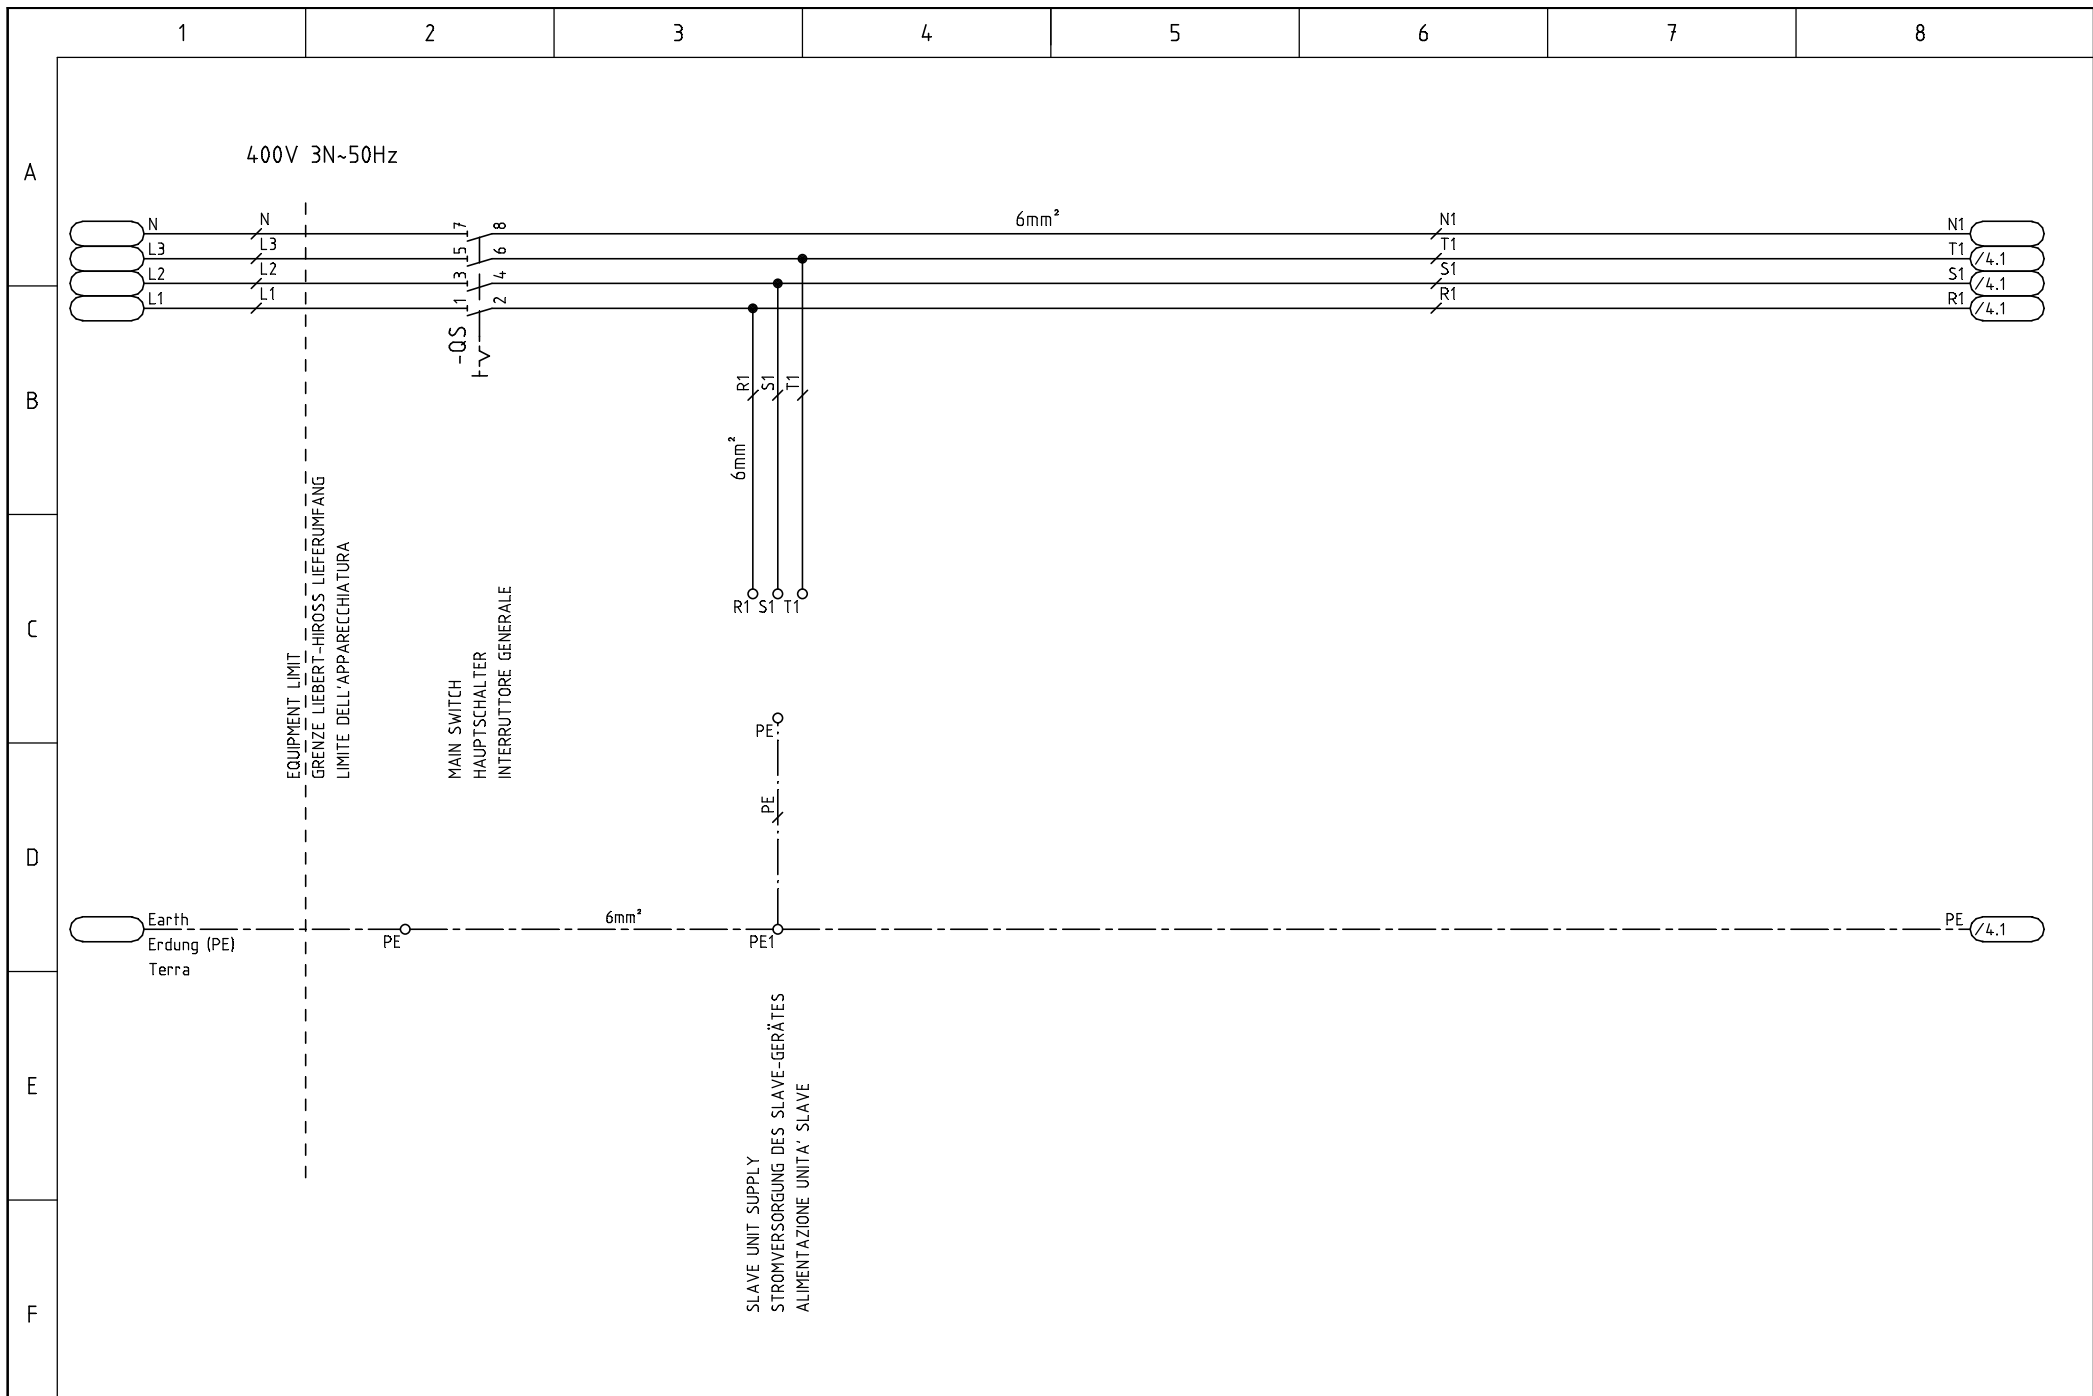 1 2 3 4 5 6 7 8
A
400V 3N~50Hz
N N 7 8 6mm² N1 N1
L3 L3 5 6 T1 T1 /4.1
L2 L2 3 4 S1 S1 /4.1
L1 L1 1 2 R1 R1 /4.1
-QS
B
R1 S1 T1
6mm²
C
R1 S1 T1
EQUIPMENT LIMIT
GRENZE LIEBERT-HIROSS LIEFERUMFANG
LIMITE DELL'APPARECCHIATURA
MAIN SWITCH
HAUPTSCHALTER
INTERRUTTORE GENERALE
PE
PE
D
Earth 6mm² PE /4.1
Erdung (PE) PE PE1
Terra
E
SLAVE UNIT SUPPLY
STROMVERSORGUNG DES SLAVE-GERÄTES
ALIMENTAZIONE UNITA' SLAVE
F